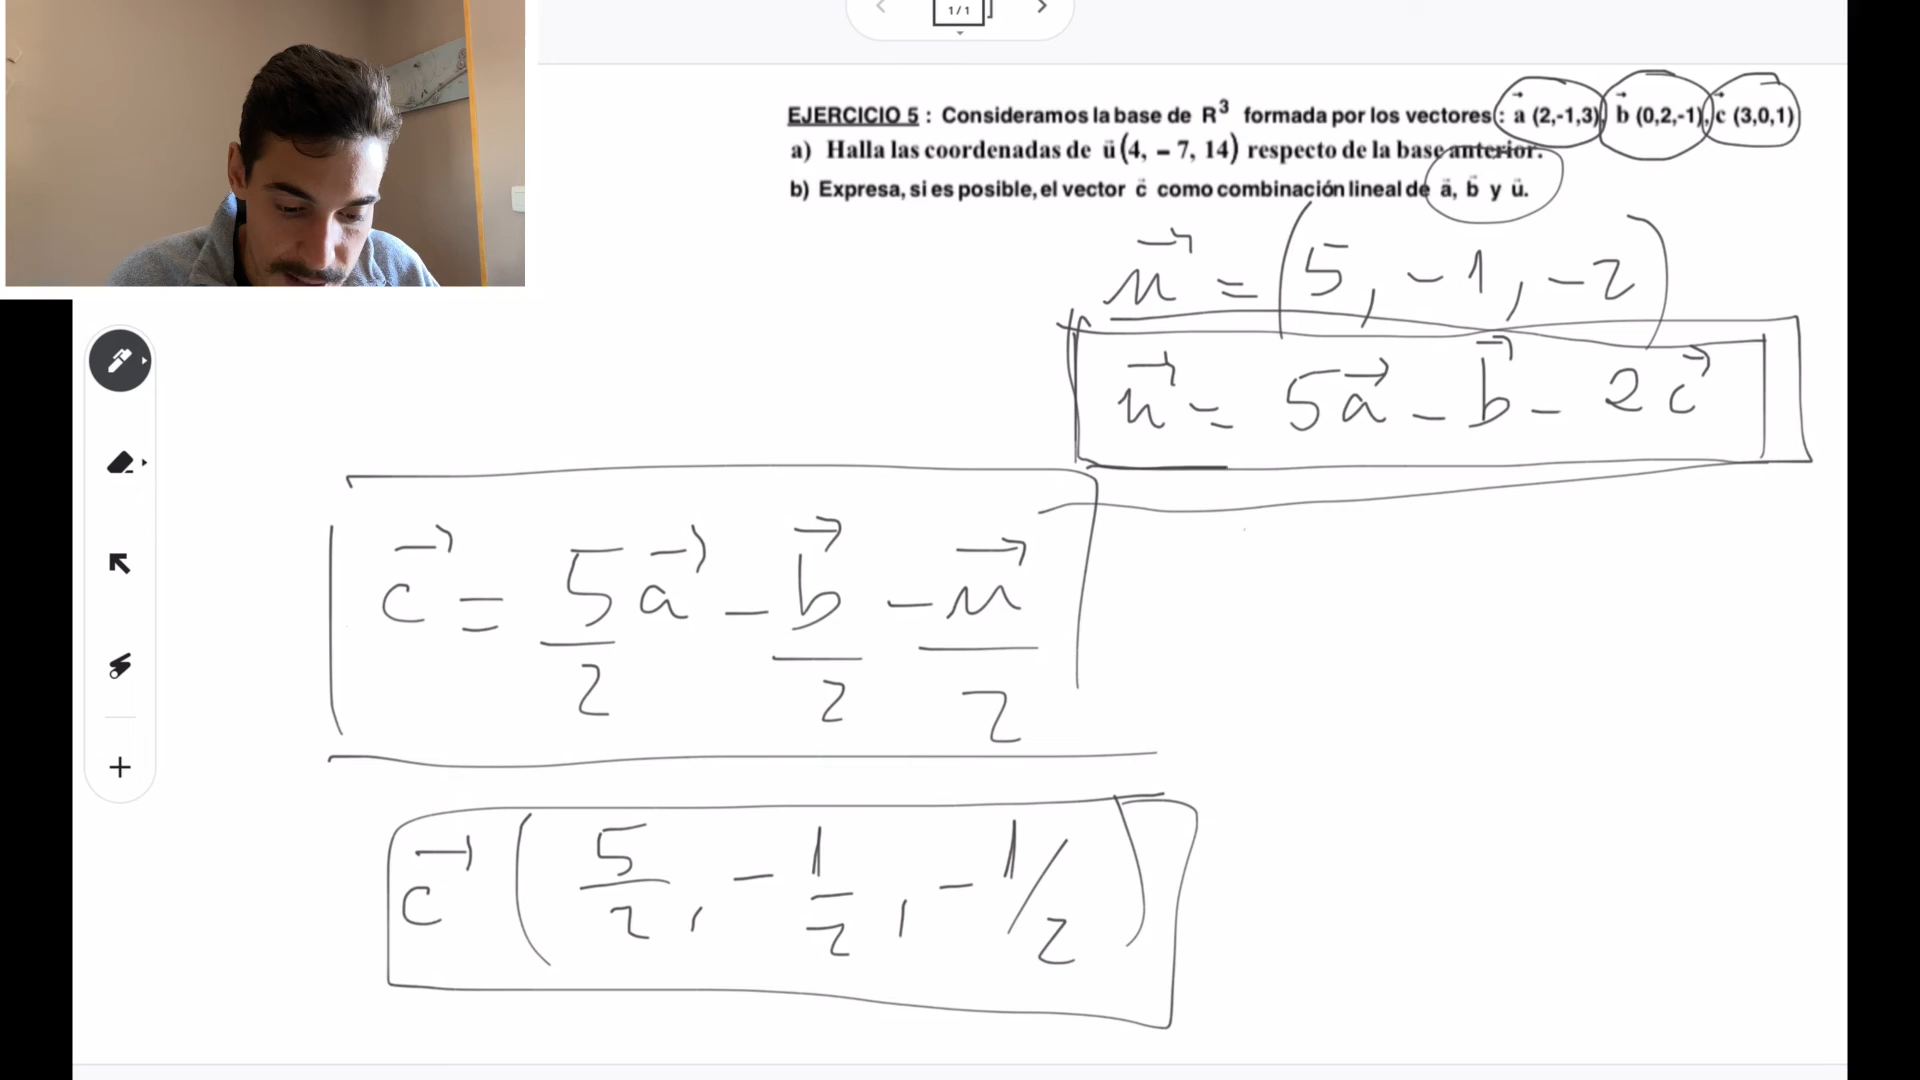 1 / 1
EJERCICIO 5 : Consideramos la base de R³ formada por los vectores : a⃗ (2,-1,3), b⃗ (0,2,-1), c⃗ (3,0,1)
a) Halla las coordenadas de u⃗ (4, – 7, 14) respecto de la base anterior.
b) Expresa, si es posible, el vector c⃗ como combinación lineal de a⃗, b⃗ y u⃗.
u⃗ = (5, -1, -2)
u⃗ = 5a⃗ - b⃗ - 2c⃗
c⃗ = 5a⃗/2 - b⃗/2 - u⃗/2
c⃗ (5/2, -1/2, -1/2)